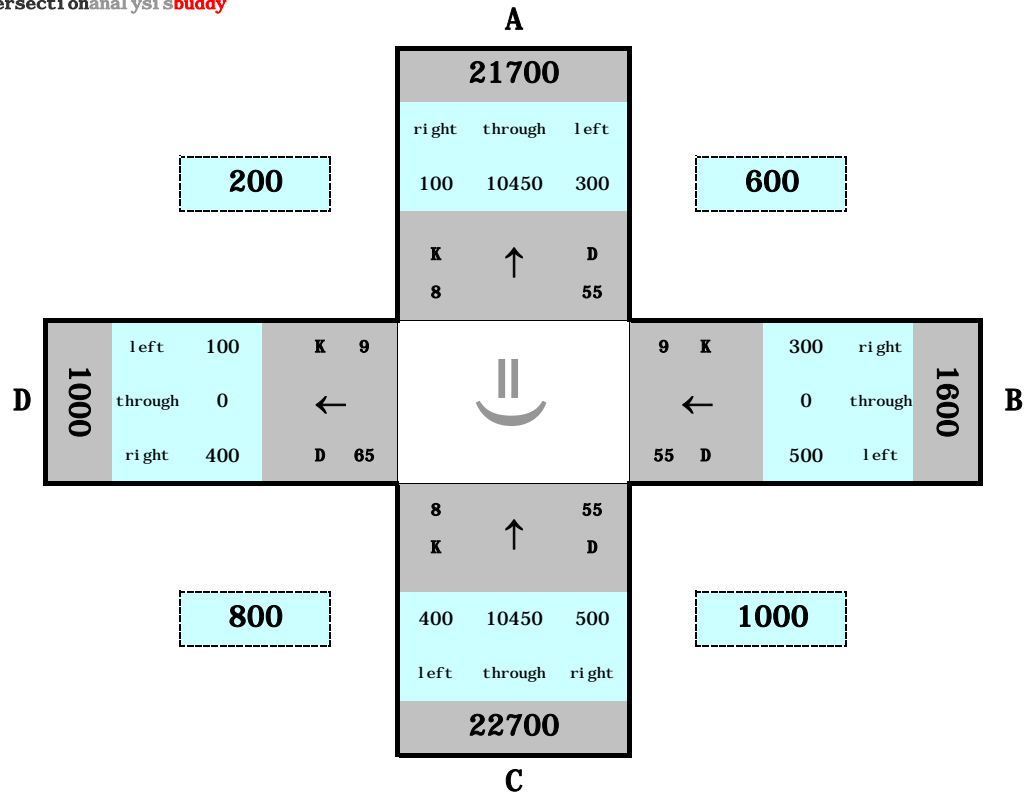 ersectionanalysisbuddy
A
21700
right through left
100 10450 300
200
600
K ↑ D
8 55
D
1000
left 100
through 0
right 400
K 9
←
D 65
=
)
9 K
←
55 D
300 right
0 through
500 left
1600
B
8 ↑ 55
K D
800
1000
400 10450 500
left through right
22700
C